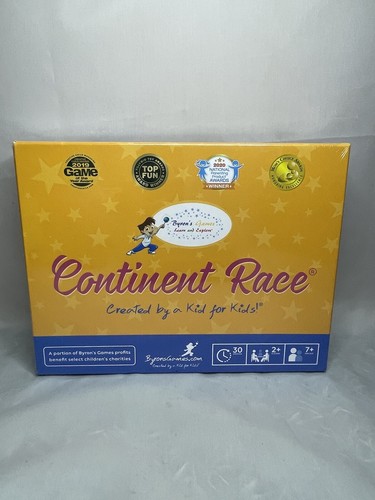 2019
GAME
of the
TOP
FUN
2020
NATIONAL
Parenting
Product
AWARDS
WINNER
Byron's Games
Learn and Explore!
Continent Race®
Created by a Kid for Kids!®
A portion of Byron's Games profits
benefit select children's charities
ByronsGames.com
Created by a Kid for Kids!
30
2+
7+